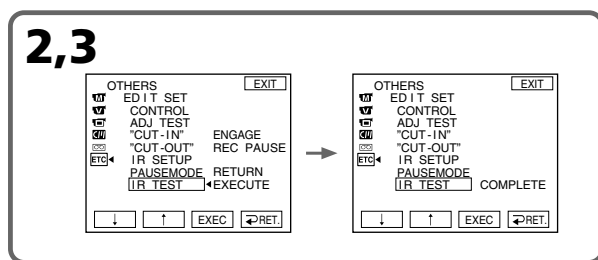 2,3
OTHERS EXIT
EDIT SET
CONTROL
ADJ TEST
"CUT-IN" ENGAGE
"CUT-OUT" REC PAUSE
ETC IR SETUP
PAUSEMODE RETURN
IR TEST EXECUTE
↓ ↑ EXEC RET.
OTHERS EXIT
EDIT SET
CONTROL
ADJ TEST
"CUT-IN"
"CUT-OUT"
ETC IR SETUP
PAUSEMODE
IR TEST COMPLETE
↓ ↑ EXEC RET.